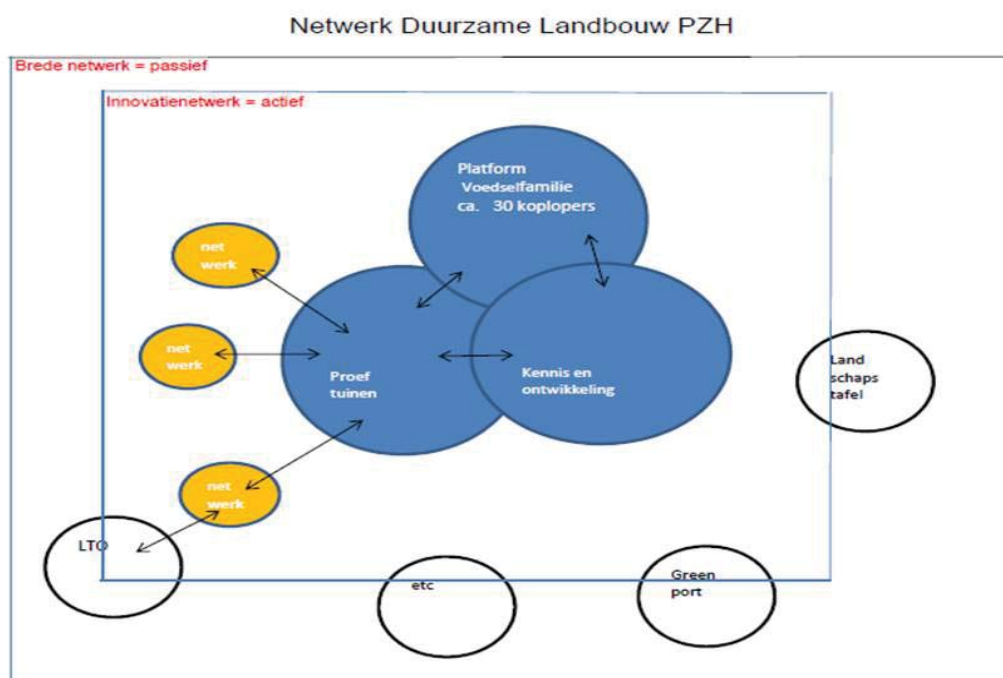 Netwerk Duurzame Landbouw PZH
Brede netwerk = passief
Innovatienetwerk = actief
Platform
Voedselfamilie
ca. 30 koplopers
net
werk
net
werk
Proef
tuinen
Kennis en
ontwikkeling
Land
schaps
tafel
net
werk
LTO
etc
Green
port